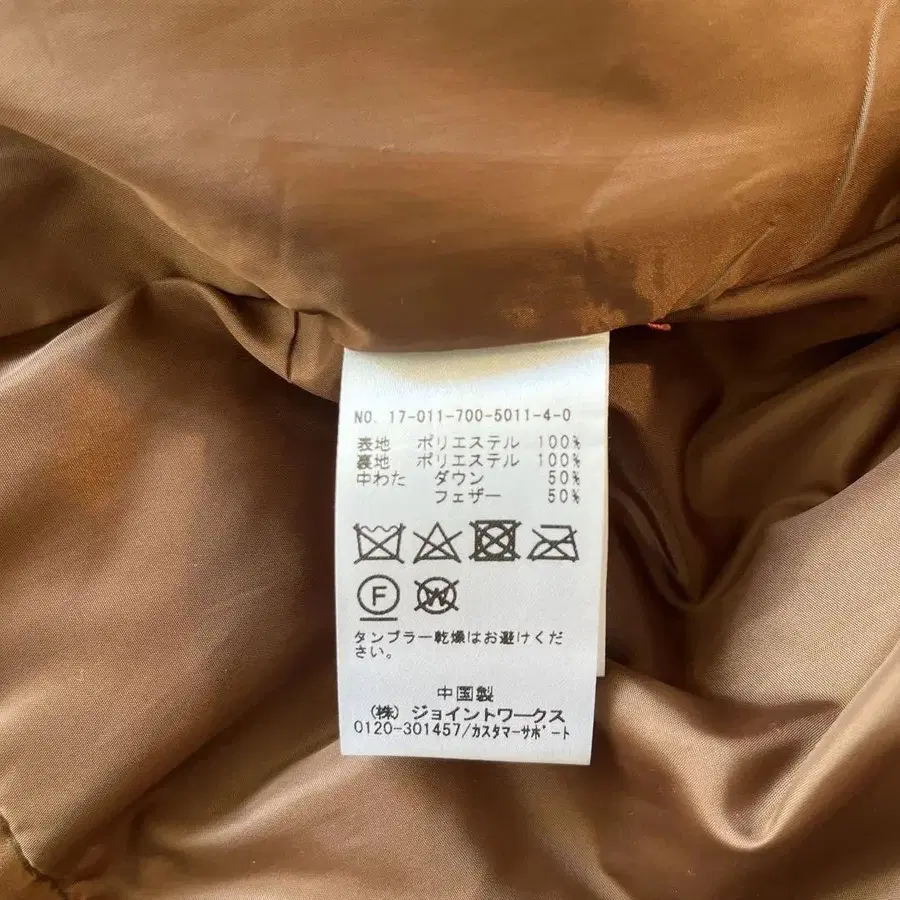 NO. 17-011-700-5011-4-0
表地 ポリエステル 100%
裏地 ポリエステル 100%
中わた ダウン 50%
フェザー 50%
F W
タンブラー乾燥はお避けくだ
さい。
中国製
(株) ジョイントワークス
0120-301457/カスタマーサポート